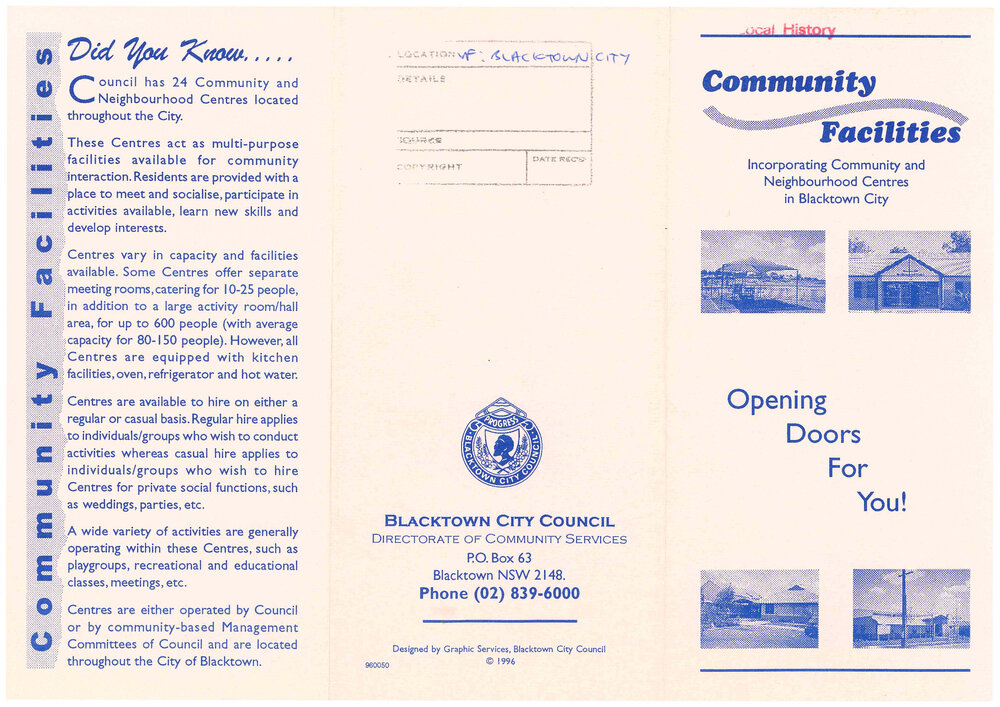 Community Facilities
Did You Know.....
Council has 24 Community and
Neighbourhood Centres located
throughout the City.
These Centres act as multi-purpose
facilities available for community
interaction. Residents are provided with a
place to meet and socialise, participate in
activities available, learn new skills and
develop interests.
Centres vary in capacity and facilities
available. Some Centres offer separate
meeting rooms, catering for 10-25 people,
in addition to a large activity room/hall
area, for up to 600 people (with average
capacity for 80-150 people). However, all
Centres are equipped with kitchen
facilities, oven, refrigerator and hot water.
Centres are available to hire on either a
regular or casual basis. Regular hire applies
to individuals/groups who wish to conduct
activities whereas casual hire applies to
individuals/groups who wish to hire
Centres for private social functions, such
as weddings, parties, etc.
A wide variety of activities are generally
operating within these Centres, such as
playgroups, recreational and educational
classes, meetings, etc.
Centres are either operated by Council
or by community-based Management
Committees of Council and are located
throughout the City of Blacktown.
LOCATION VF: BLACKTOWN CITY
DETAILS
SOURCE
COPYRIGHT
DATE REC'D
PROGRESS
BLACKTOWN CITY COUNCIL
BLACKTOWN CITY COUNCIL
DIRECTORATE OF COMMUNITY SERVICES
P.O. Box 63
Blacktown NSW 2148.
Phone (02) 839-6000
Designed by Graphic Services, Blacktown City Council
© 1996
960050
Local History
Community
Facilities
Incorporating Community and
Neighbourhood Centres
in Blacktown City
Opening
Doors
For
You!